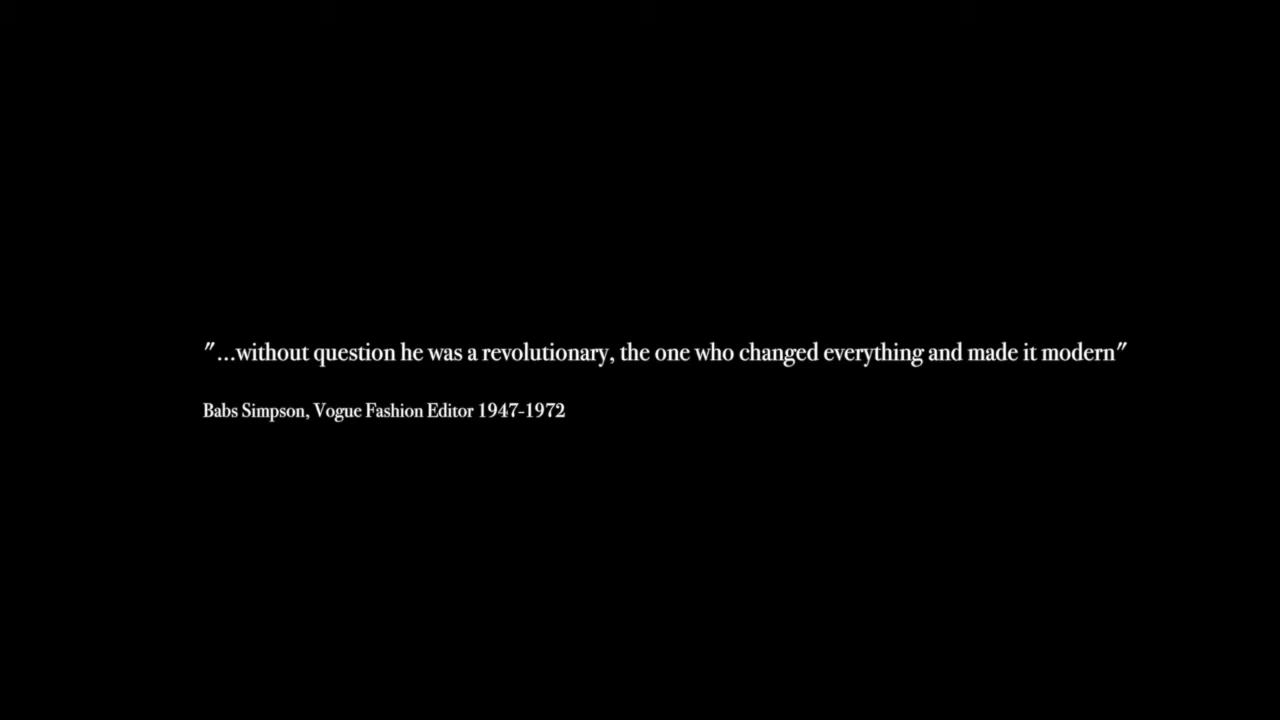 "...without question he was a revolutionary, the one who changed everything and made it modern"
Babs Simpson, Vogue Fashion Editor 1947-1972